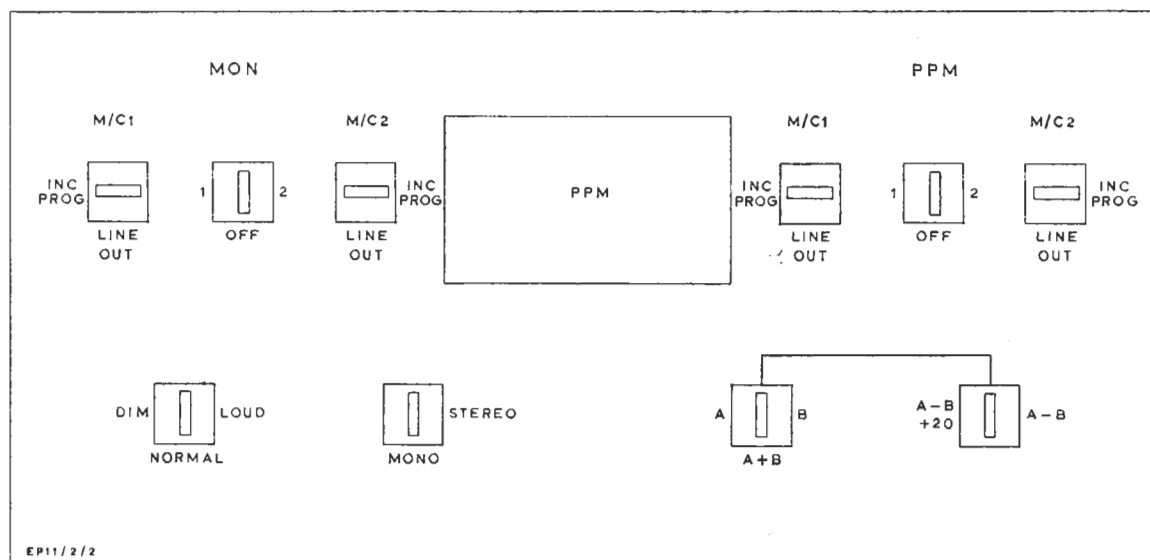 MON
PPM
M/C1
M/C2
M/C1
M/C2
INC
PROG
LINE
OUT
1
2
OFF
INC
PROG
LINE
OUT
PPM
INC
PROG
LINE
OUT
1
2
OFF
INC
PROG
LINE
OUT
DIM
LOUD
NORMAL
STEREO
MONO
A
B
A+B
A-B
+20
A-B
EP11/2/2